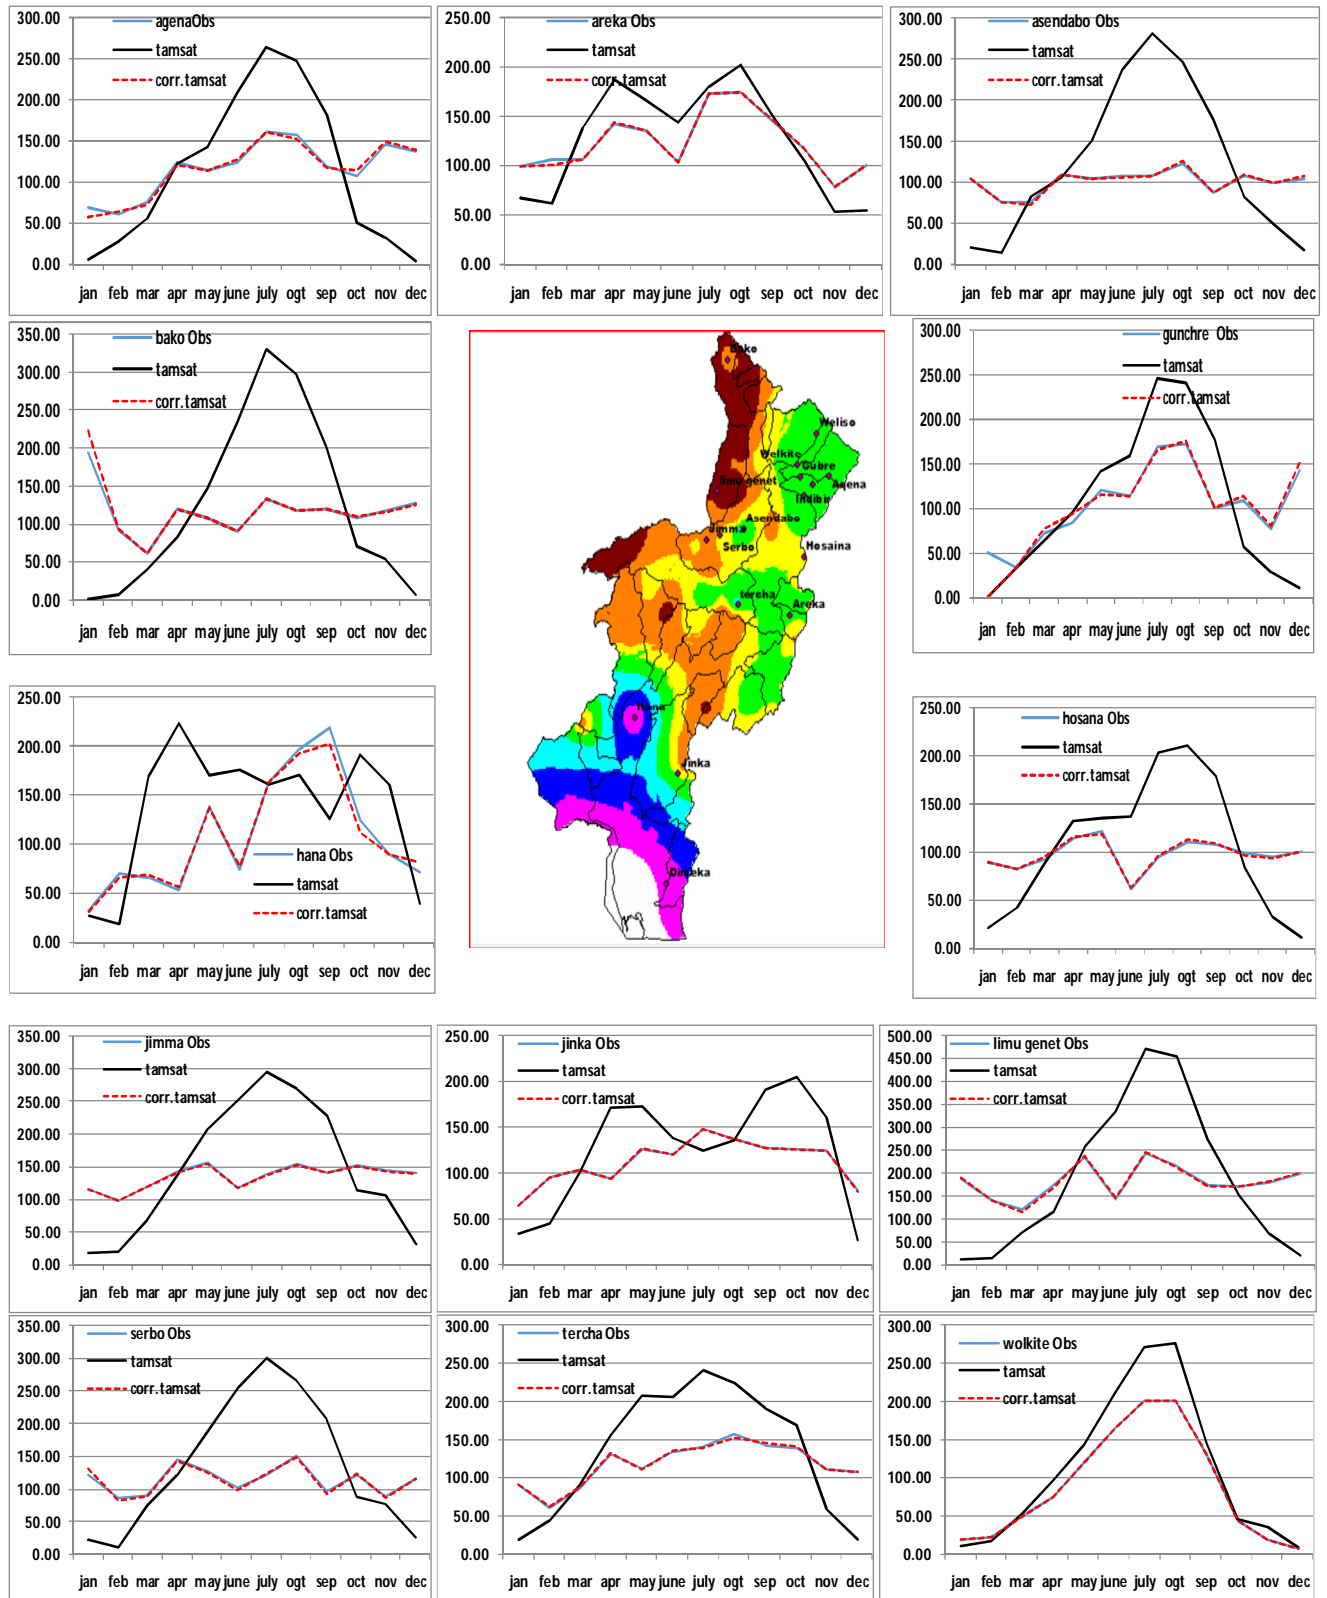 agenaObs
tamsat
corr.tamsat
300.00
250.00
200.00
150.00
100.00
50.00
0.00
jan feb mar apr may june july ogt sep oct nov dec
areka Obs
tamsat
corr.tamsat
250.00
200.00
150.00
100.00
50.00
0.00
jan feb mar apr may june july ogt sep oct nov dec
asendabo Obs
tamsat
corr.tamsat
300.00
250.00
200.00
150.00
100.00
50.00
0.00
jan feb mar apr may june july ogt sep oct nov dec
bako Obs
tamsat
corr.tamsat
350.00
300.00
250.00
200.00
150.00
100.00
50.00
0.00
jan feb mar apr may june july ogt sep oct nov dec
Bako
Weliso
Welkite
Gubre
Agena
Indibir
limu genet
Asendabo
Jimma
Serbo
Hosaina
tercha
Areka
Hana
Jinka
Dimeka
gunchre Obs
tamsat
corr.tamsat
300.00
250.00
200.00
150.00
100.00
50.00
0.00
jan feb mar apr may june july ogt sep oct nov dec
250.00
200.00
150.00
100.00
50.00
0.00
hana Obs
tamsat
corr.tamsat
jan feb mar apr may june july ogt sep oct nov dec
hosana Obs
tamsat
corr.tamsat
250.00
200.00
150.00
100.00
50.00
0.00
jan feb mar apr may june july ogt sep oct nov dec
jimma Obs
tamsat
corr.tamsat
350.00
300.00
250.00
200.00
150.00
100.00
50.00
0.00
jan feb mar apr may june july ogt sep oct nov dec
jinka Obs
tamsat
corr.tamsat
250.00
200.00
150.00
100.00
50.00
0.00
jan feb mar apr may june july ogt sep oct nov dec
limu genet Obs
tamsat
corr.tamsat
500.00
450.00
400.00
350.00
300.00
250.00
200.00
150.00
100.00
50.00
0.00
jan feb mar apr may june july ogt sep oct nov dec
serbo Obs
tamsat
corr.tamsat
350.00
300.00
250.00
200.00
150.00
100.00
50.00
0.00
jan feb mar apr may june july ogt sep oct nov dec
tercha Obs
tamsat
corr.tamsat
300.00
250.00
200.00
150.00
100.00
50.00
0.00
jan feb mar apr may june july ogt sep oct nov dec
wolkite Obs
tamsat
corr.tamsat
300.00
250.00
200.00
150.00
100.00
50.00
0.00
jan feb mar apr may june july ogt sep oct nov dec